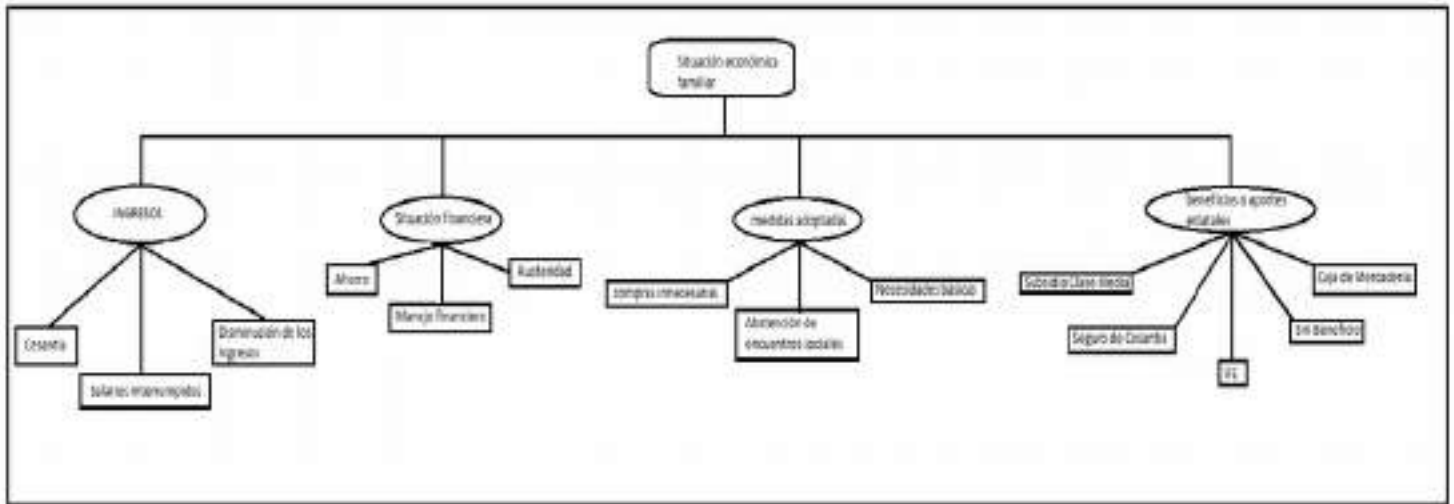 Situación económica
familiar
INGRESOS
Situación Financiera
medidas adoptadas
Beneficios o aportes
estatales
Ahorro
Austeridad
Manejo Financiero
compras innecesarias
Necesidades básicas
Abstención de
encuentros sociales
Subsidio Clase Media
Caja de Mercadería
Seguro de Cesantía
Sin Beneficio
Cesantía
Disminución de los
ingresos
Salarios interrumpidos